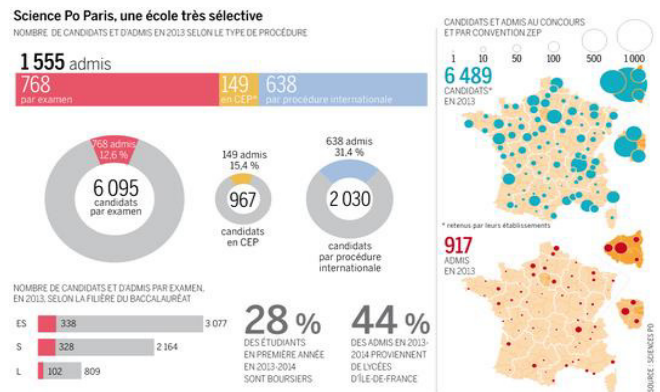 Science Po Paris, une école très sélective
NOMBRE DE CANDIDATS ET D'ADMIS EN 2013 SELON LE TYPE DE PROCÉDURE
1 555 admis
768
par examen
149
en CEP*
638
par procédure internationale
768 admis
12,6 %
6 095
candidats
par examen
149 admis
15,4 %
967
candidats
en CEP
638 admis
31,4 %
2 030
candidats
par procédure
internationale
NOMBRE DE CANDIDATS ET D'ADMIS PAR EXAMEN,
EN 2013, SELON LA FILIÈRE DU BACCALAURÉAT
ES 338 3 077
S 328 2 164
L 102 809
28 %
DES ÉTUDIANTS
EN PREMIÈRE ANNÉE
EN 2013-2014
SONT BOURSIERS
44 %
DES ADMIS EN 2013-
2014 PROVIENNENT
DE LYCÉES
D'ÎLE-DE-FRANCE
CANDIDATS ET ADMIS AU CONCOURS
ET PAR CONVENTION ZEP
1 10 50 100 500 1 000
6 489
CANDIDATS*
EN 2013
* retenus par leurs établissements
917
ADMIS
EN 2013
SOURCE : SCIENCES PO